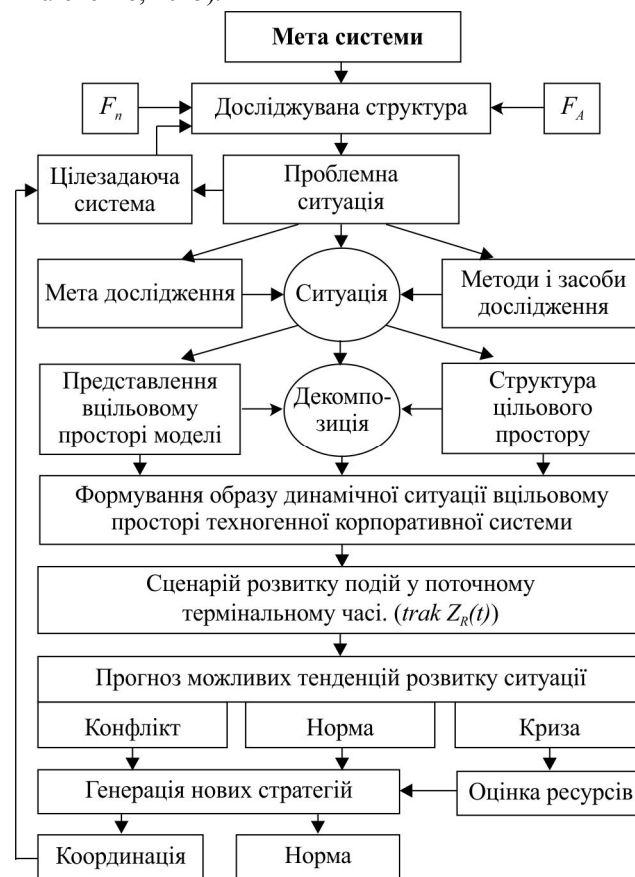 Мета системи
F_n
Досліджувана структура
F_A
Цілезадаюча
система
Проблемна
ситуація
Мета дослідження
Ситуація
Методи і засоби
дослідження
Представлення
вцільовому
просторі моделі
Декомпо-
зиція
Структура
цільового
простору
Формування образу динамічної ситуації вцільовому
просторі техногенної корпоративної системи
Сценарій розвитку подій у поточному
термінальному часі. (trak Z_R(t))
Прогноз можливих тенденцій розвитку ситуації
Конфлікт
Норма
Криза
Генерація нових стратегій
Оцінка ресурсів
Координація
Норма